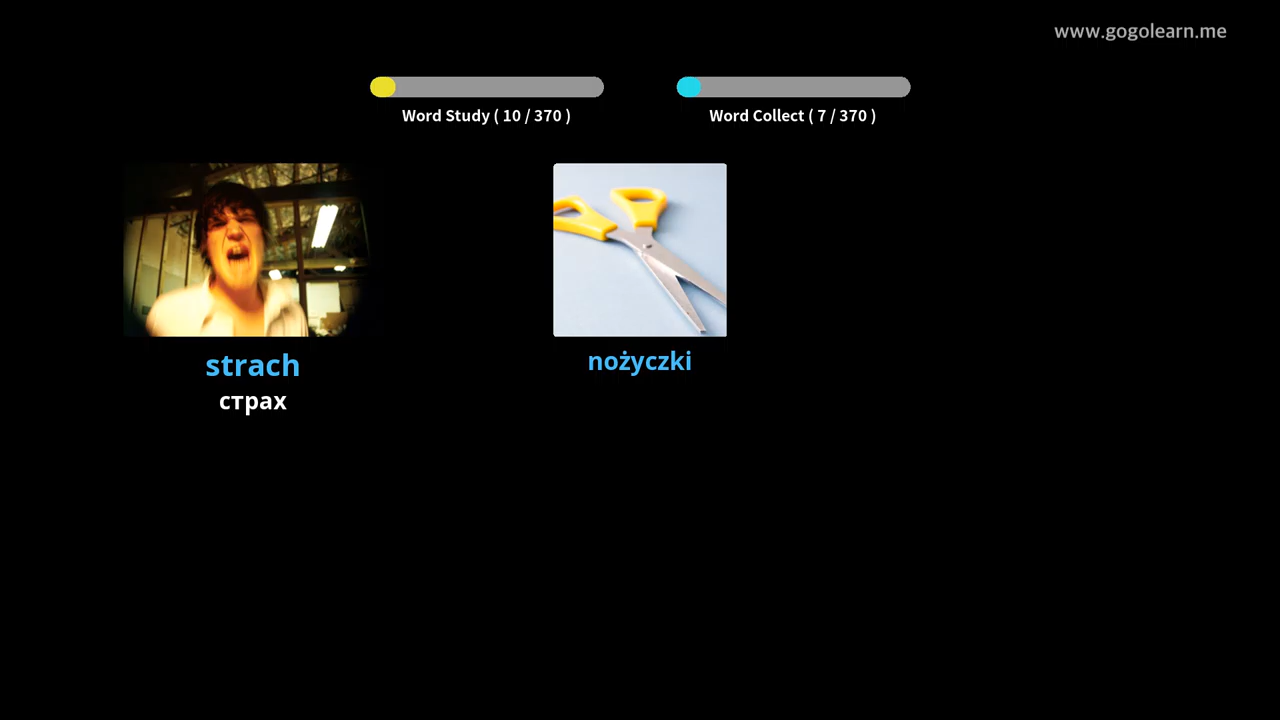 www.gogolearn.me
Word Study ( 10 / 370 )
Word Collect ( 7 / 370 )
strach
страх
nożyczki